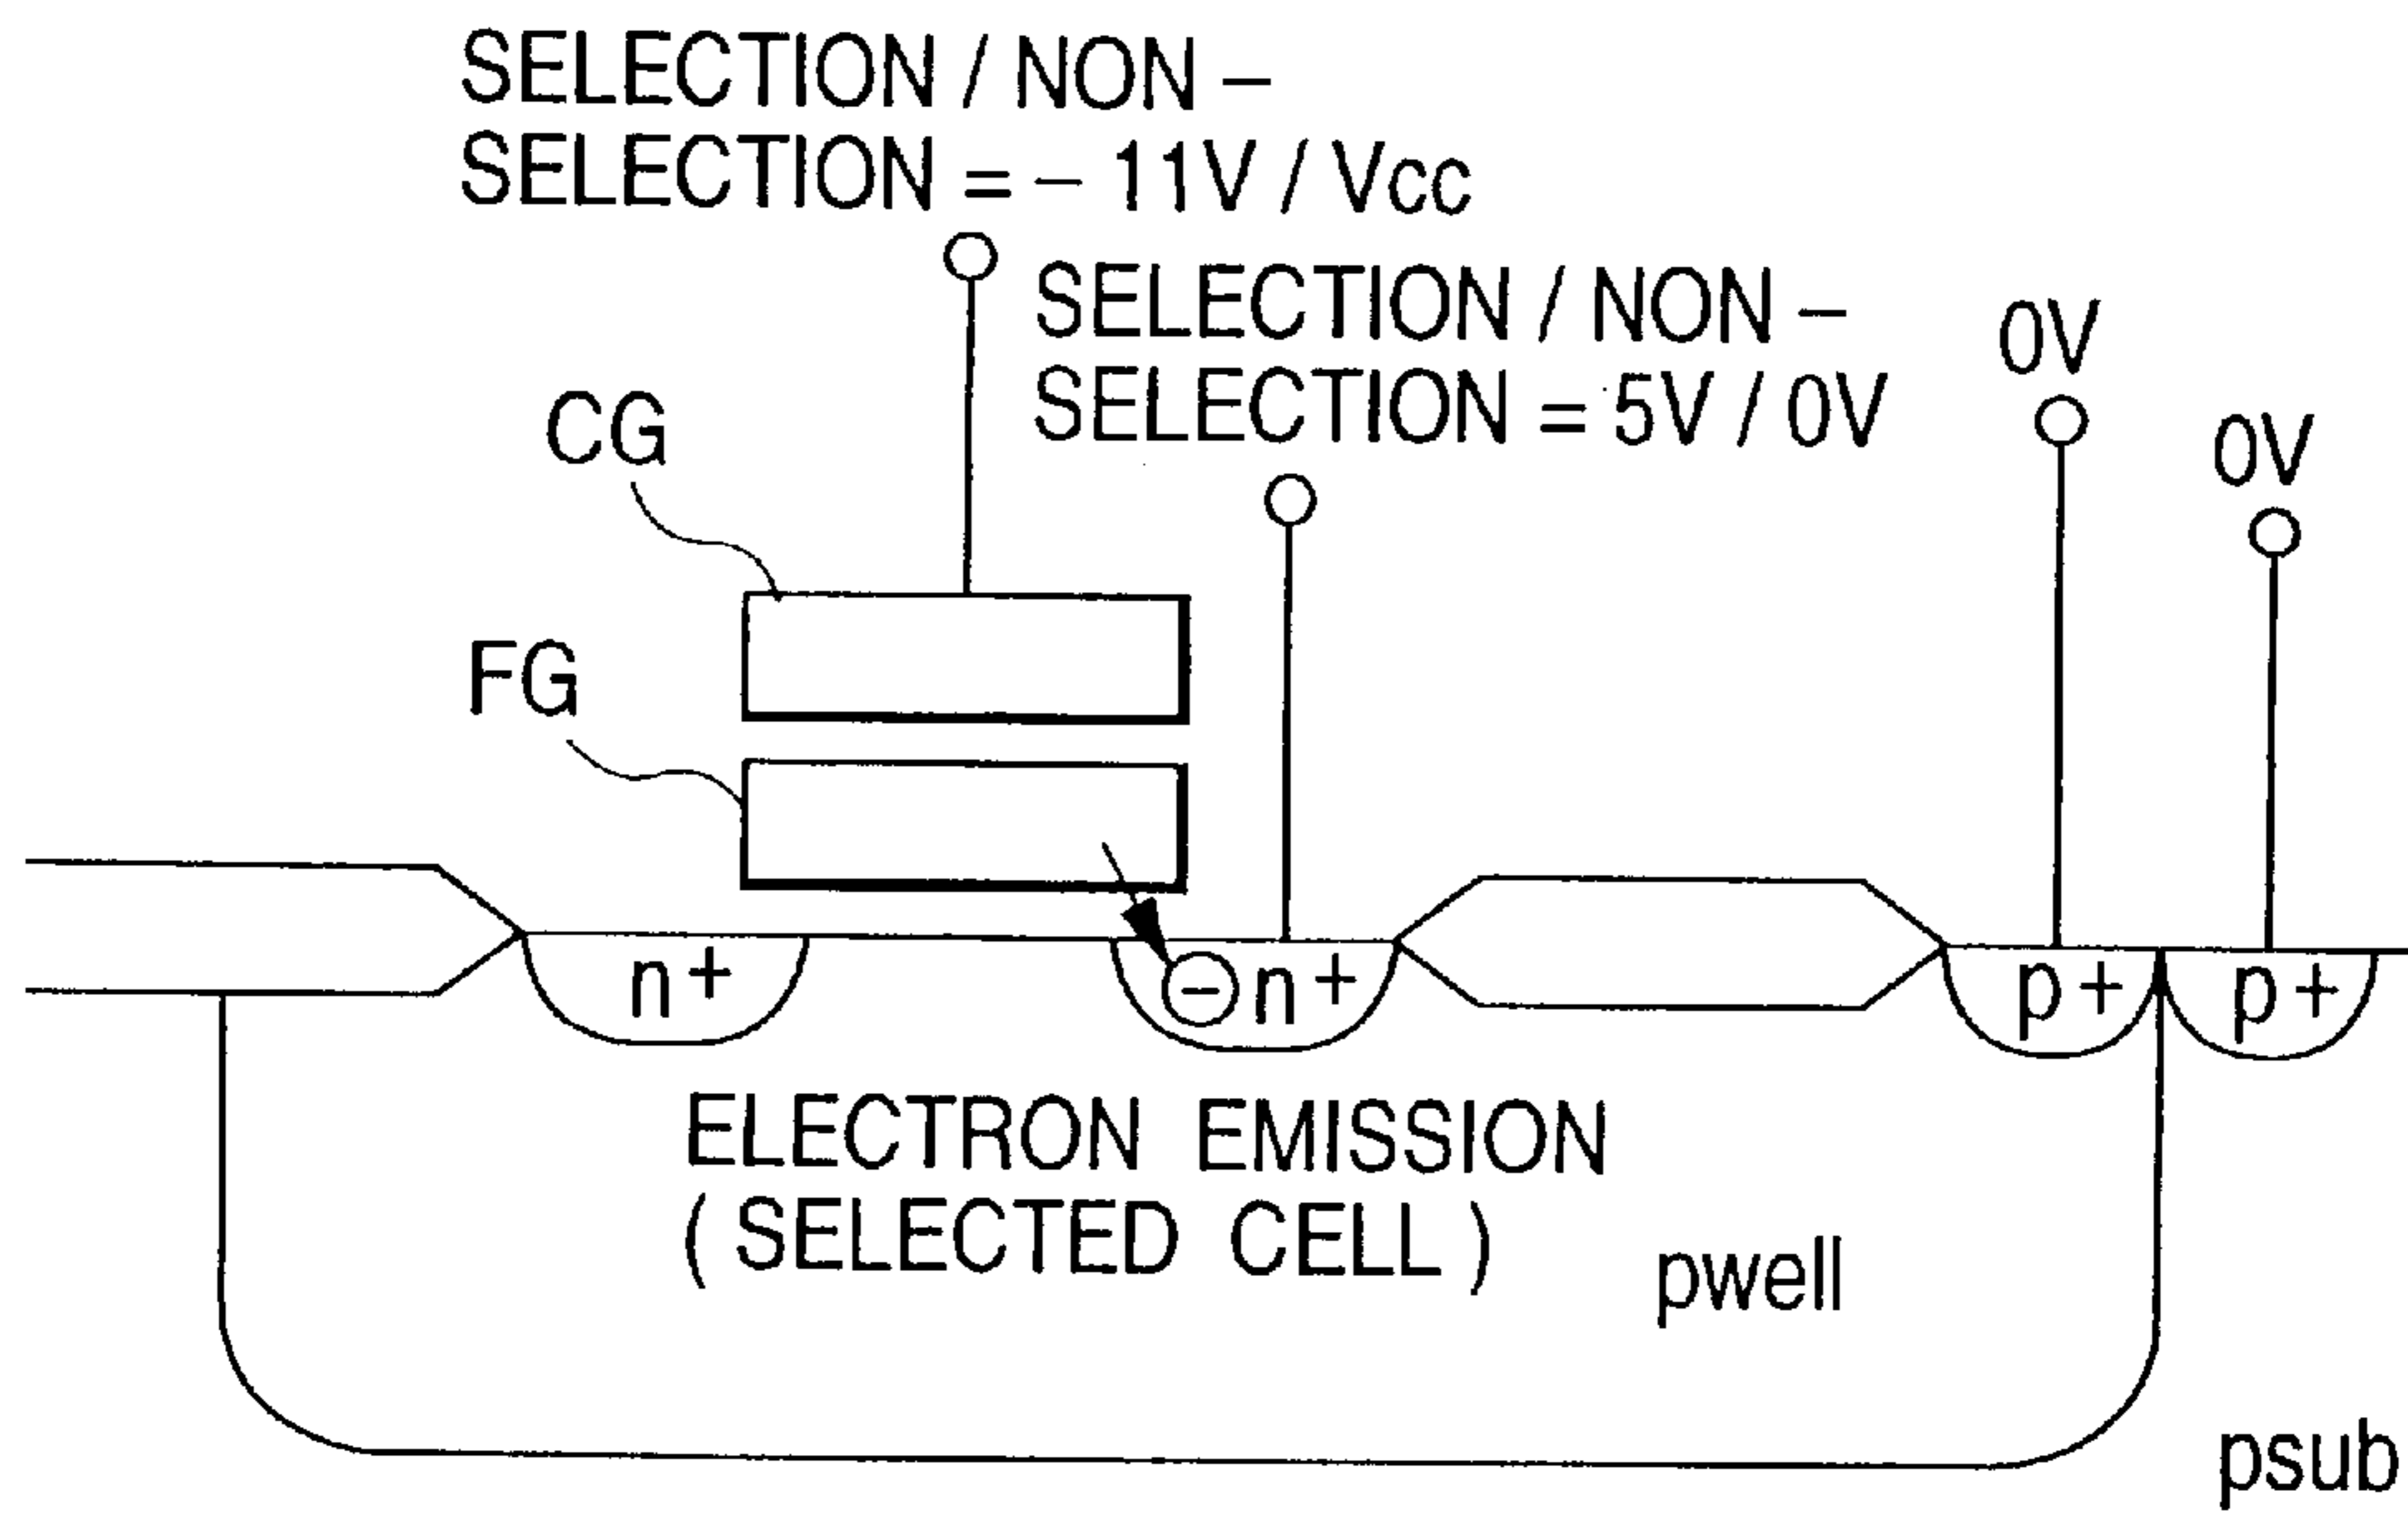 SELECTION / NON –
SELECTION = – 11V / Vcc
SELECTION / NON –
SELECTION = 5V / 0V
0V
0V
CG
FG
n+
– n+
p+
p+
ELECTRON EMISSION
( SELECTED CELL )
pwell
psub